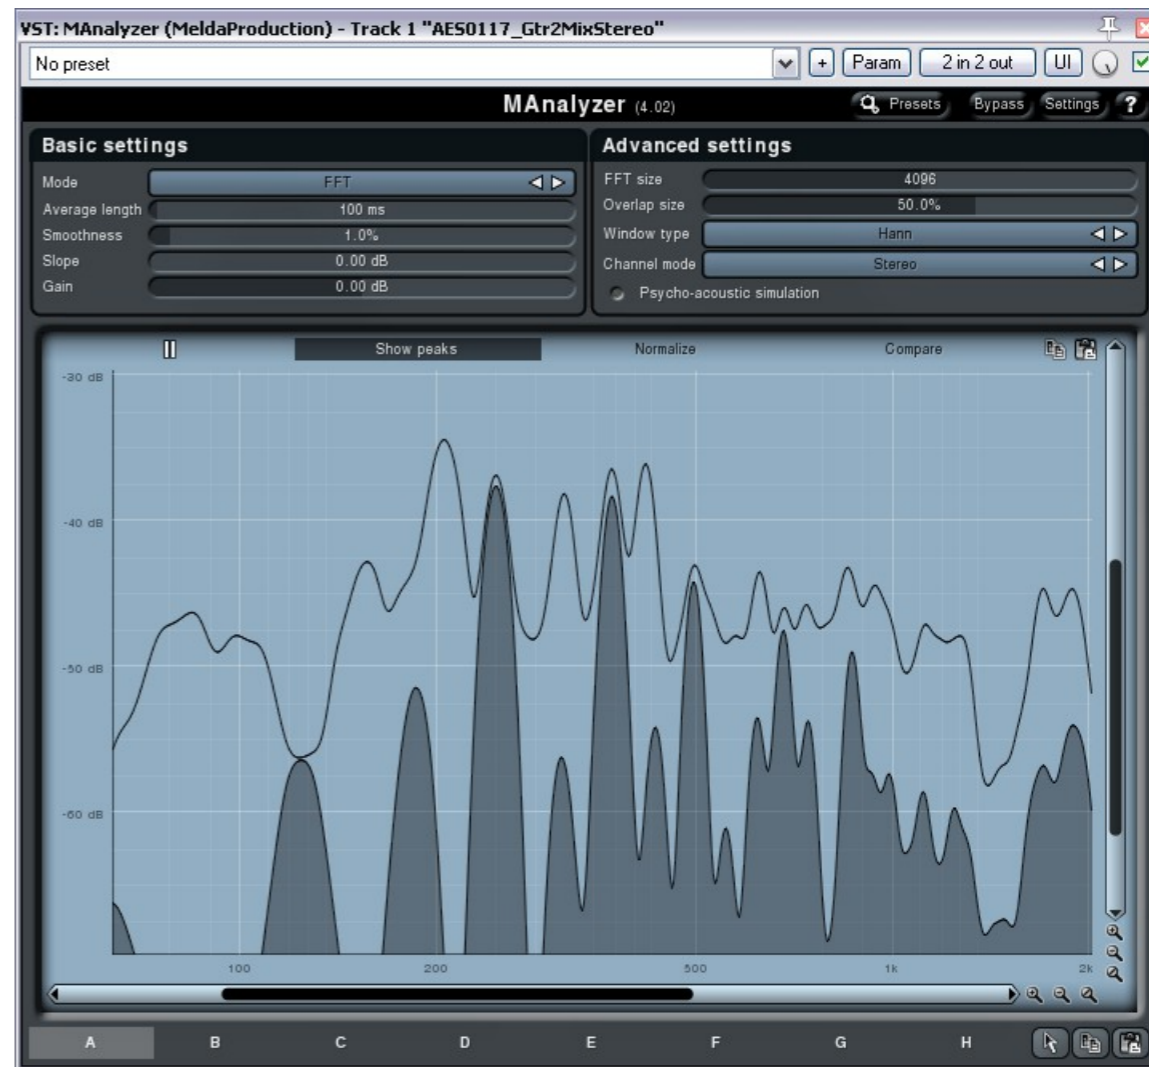 VST: MAnalyzer (MeldaProduction) - Track 1 "AES0117_Gtr2MixStereo"
No preset + Param 2 in 2 out UI
MAnalyzer (4.02) Presets Bypass Settings ?
Basic settings
Mode FFT
Average length 100 ms
Smoothness 1.0%
Slope 0.00 dB
Gain 0.00 dB
Advanced settings
FFT size 4096
Overlap size 50.0%
Window type Hann
Channel mode Stereo
Psycho-acoustic simulation
Show peaks Normalize Compare
-30 dB
-40 dB
-50 dB
-60 dB
100 200 500 1k 2k
A B C D E F G H